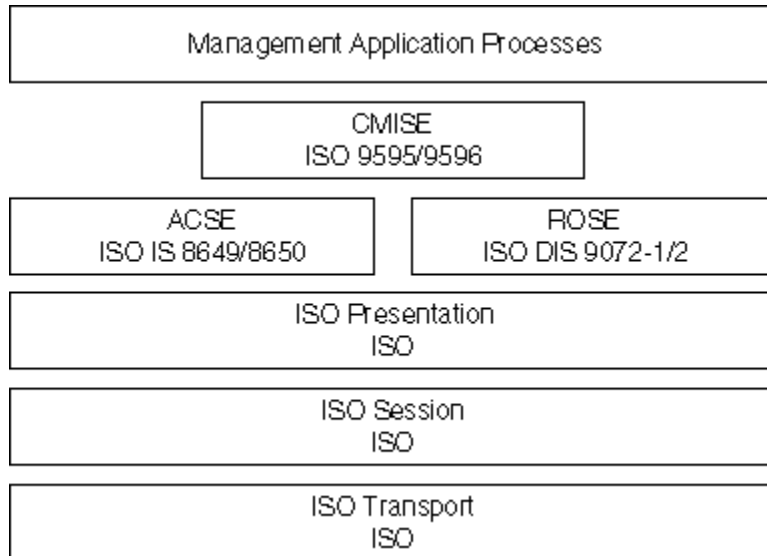 Management Application Processes
CMISE
ISO 9595/9596
ACSE
ISO IS 8649/8650
ROSE
ISO DIS 9072-1/2
ISO Presentation
ISO
ISO Session
ISO
ISO Transport
ISO